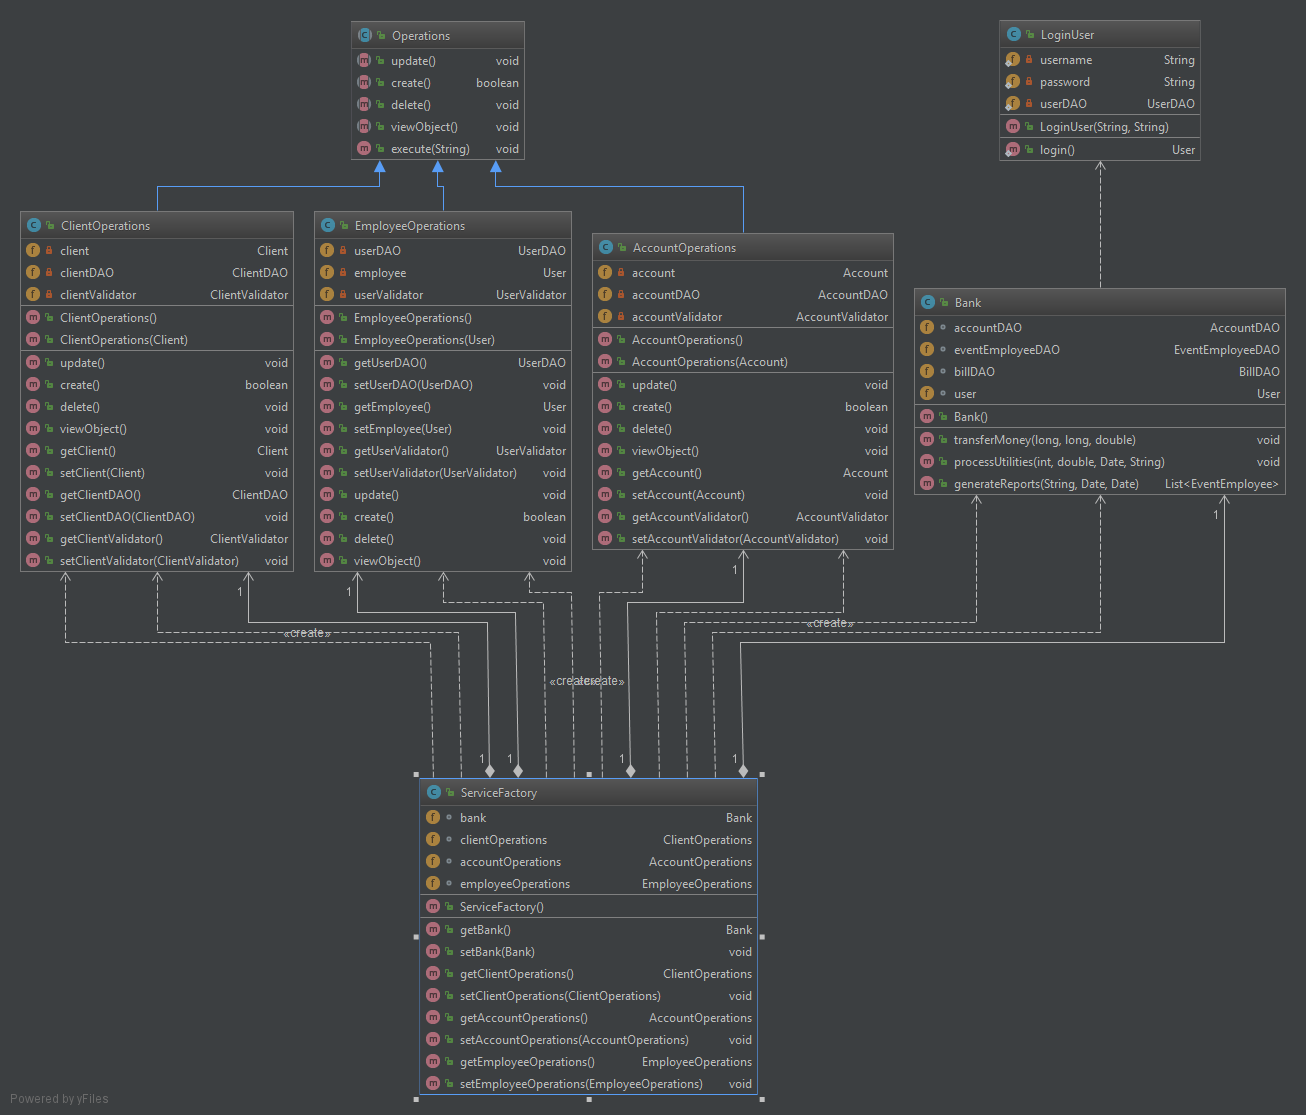 Operations
update() void
create() boolean
delete() void
viewObject() void
execute(String) void
LoginUser
username String
password String
userDAO UserDAO
LoginUser(String, String)
login() User
ClientOperations
client Client
clientDAO ClientDAO
clientValidator ClientValidator
ClientOperations()
ClientOperations(Client)
update() void
create() boolean
delete() void
viewObject() void
getClient() Client
setClient(Client) void
getClientDAO() ClientDAO
setClientDAO(ClientDAO) void
getClientValidator() ClientValidator
setClientValidator(ClientValidator) void
EmployeeOperations
userDAO UserDAO
employee User
userValidator UserValidator
EmployeeOperations()
EmployeeOperations(User)
getUserDAO() UserDAO
setUserDAO(UserDAO) void
getEmployee() User
setEmployee(User) void
getUserValidator() UserValidator
setUserValidator(UserValidator) void
update() void
create() boolean
delete() void
viewObject() void
AccountOperations
account Account
accountDAO AccountDAO
accountValidator AccountValidator
AccountOperations()
AccountOperations(Account)
update() void
create() boolean
delete() void
viewObject() void
getAccount() Account
setAccount(Account) void
getAccountValidator() AccountValidator
setAccountValidator(AccountValidator) void
Bank
accountDAO AccountDAO
eventEmployeeDAO EventEmployeeDAO
billDAO BillDAO
user User
Bank()
transferMoney(long, long, double) void
processUtilities(int, double, Date, String) void
generateReports(String, Date, Date) List<EventEmployee>
1
1
1
1
«create»
«create»
«create»
«create»
1
1
1
1
ServiceFactory
bank Bank
clientOperations ClientOperations
accountOperations AccountOperations
employeeOperations EmployeeOperations
ServiceFactory()
getBank() Bank
setBank(Bank) void
getClientOperations() ClientOperations
setClientOperations(ClientOperations) void
getAccountOperations() AccountOperations
setAccountOperations(AccountOperations) void
getEmployeeOperations() EmployeeOperations
setEmployeeOperations(EmployeeOperations) void
Powered by yFiles